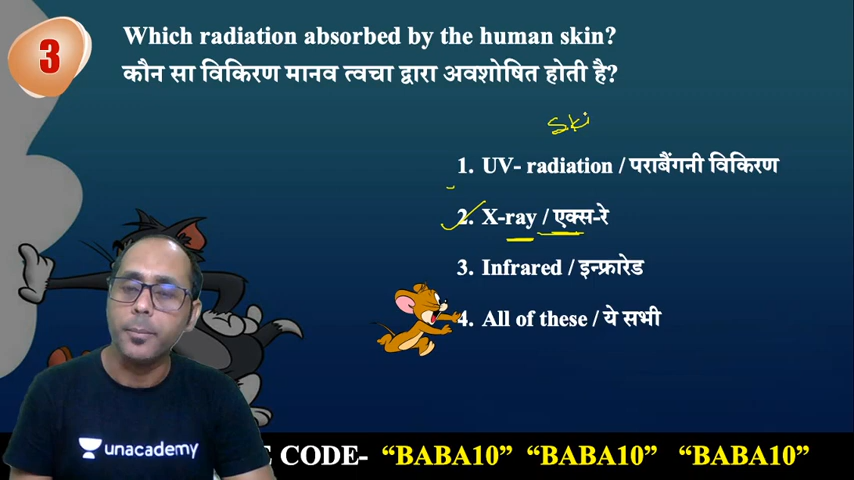 3
Which radiation absorbed by the human skin?
कौन सा विकिरण मानव त्वचा द्वारा अवशोषित होती है?
Ski
1. UV- radiation / पराबैंगनी विकिरण
2. X-ray / एक्स-रे
3. Infrared / इन्फ्रारेड
4. All of these / ये सभी
unacademy
CODE- “BABA10” “BABA10” “BABA10”